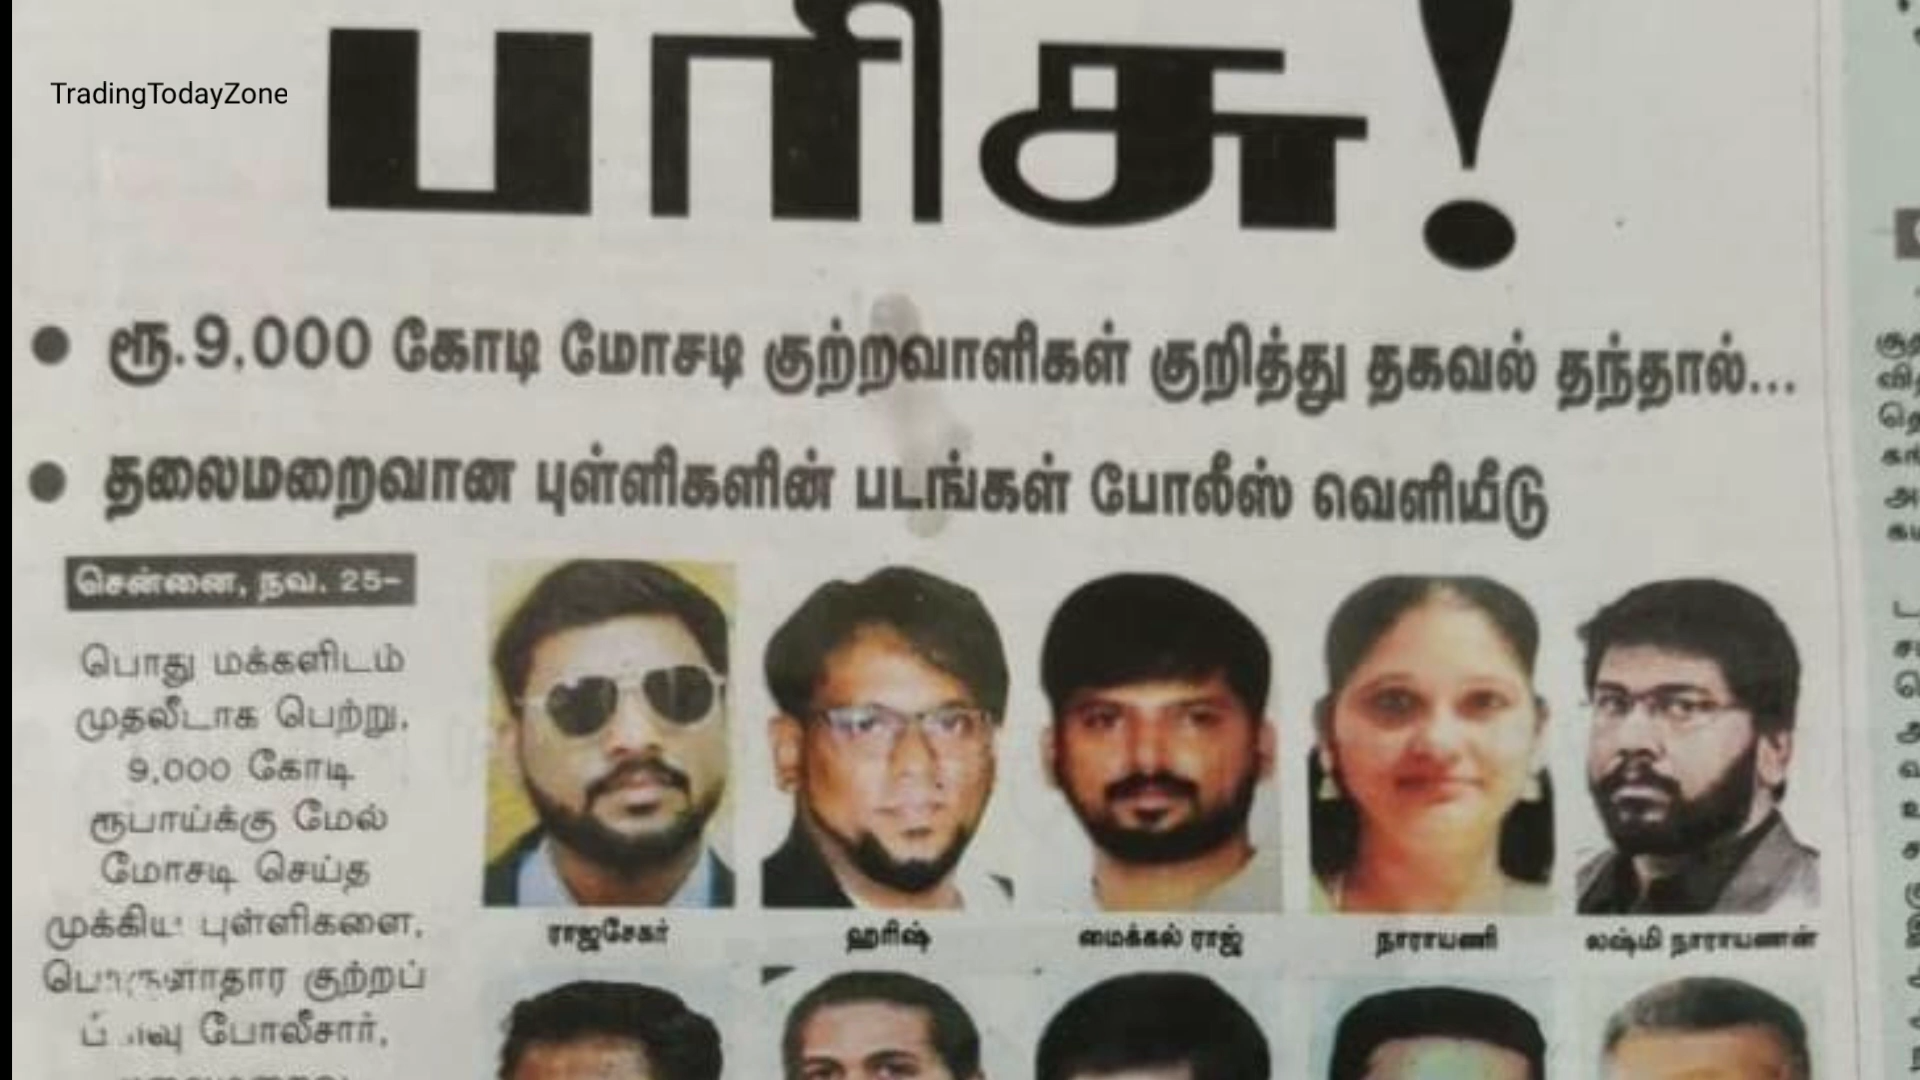 TradingTodayZone
பரிசு!
● ரூ.9,000 கோடி மோசடி குற்றவாளிகள் குறித்து தகவல் தந்தால்...
● தலைமறைவான புள்ளிகளின் படங்கள் போலீஸ் வெளியீடு
சென்னை, நவ. 25–
பொது மக்களிடம்
முதலீடாக பெற்று,
9,000 கோடி
ரூபாய்க்கு மேல்
மோசடி செய்த
முக்கிய புள்ளிகளை,
பொருளாதார குற்றப்
போலீசார்,
ராஜசேகர்
ஹரிஷ்
மைக்கல் ராஜ்
நாராயணி
லஷ்மி நாராயணன்